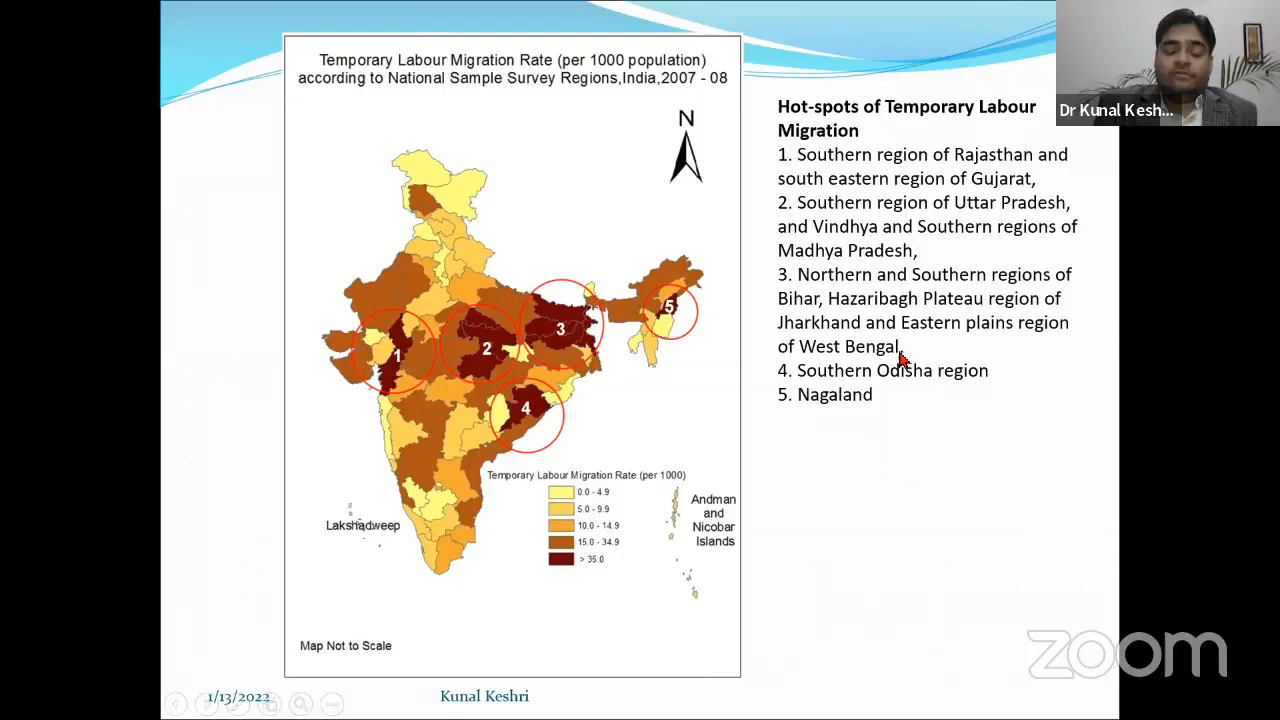 Temporary Labour Migration Rate (per 1000 population)
according to National Sample Survey Regions,India,2007 - 08
N
1
2
3
4
5
Temporary Labour Migration Rate (per 1000)
0.0 - 4.9
5.0 - 9.9
10.0 - 14.9
15.0 - 34.9
> 35.0
Lakshadweep
Andman
and
Nicobar
Islands
Map Not to Scale
Hot-spots of Temporary Labour
Migration
1. Southern region of Rajasthan and
south eastern region of Gujarat,
2. Southern region of Uttar Pradesh,
and Vindhya and Southern regions of
Madhya Pradesh,
3. Northern and Southern regions of
Bihar, Hazaribagh Plateau region of
Jharkhand and Eastern plains region
of West Bengal,
4. Southern Odisha region
5. Nagaland
Dr Kunal Kesh...
1/13/2022
Kunal Keshri
zoom